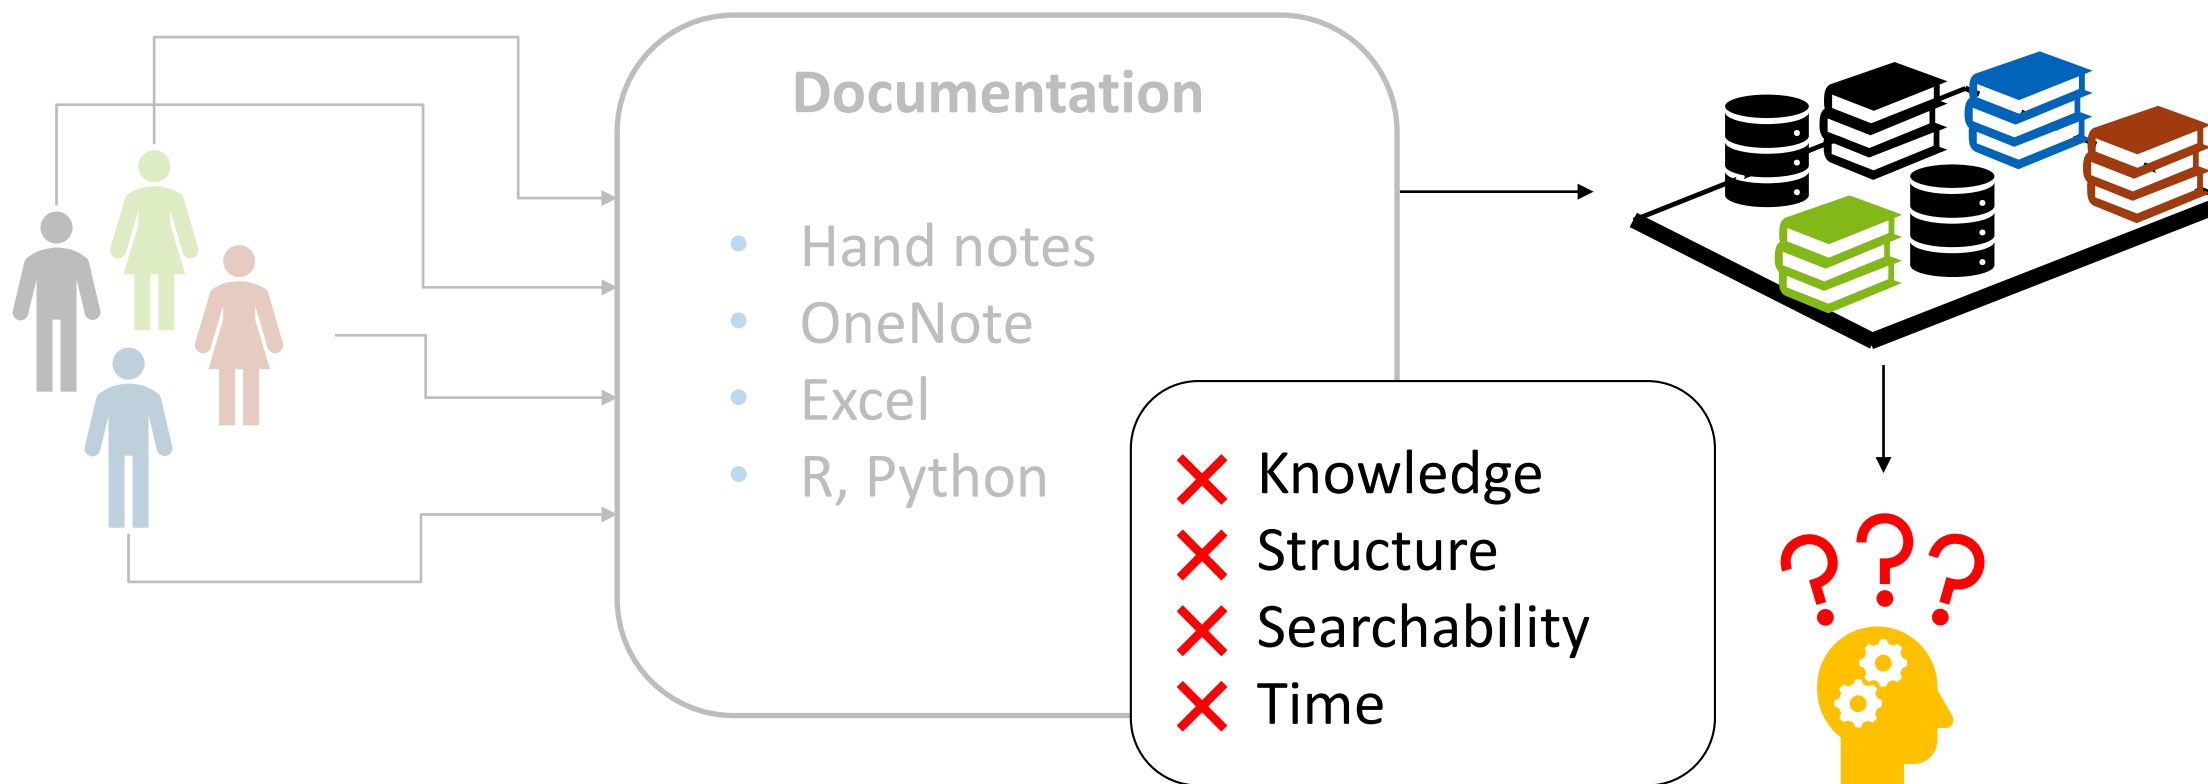 Documentation
• Hand notes
• OneNote
• Excel
• R, Python
Knowledge
Structure
Searchability
Time
???